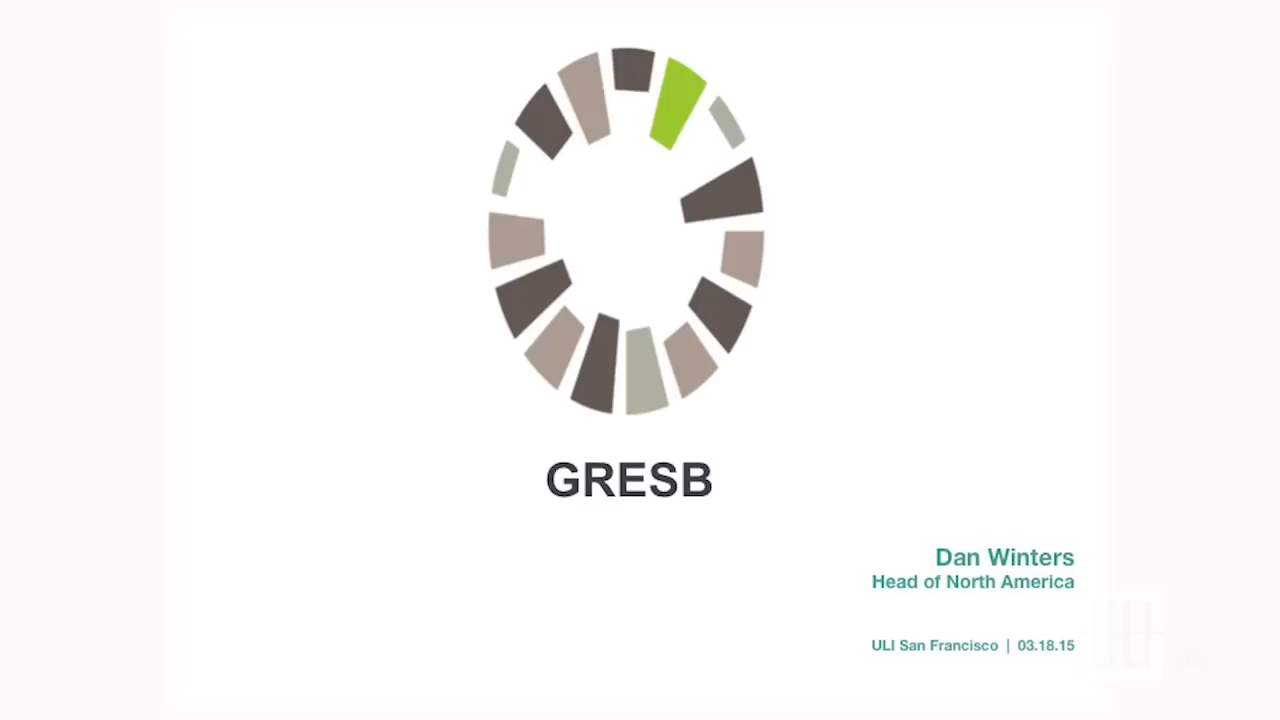 GRESB
Dan Winters
Head of North America
ULI San Francisco | 03.18.15